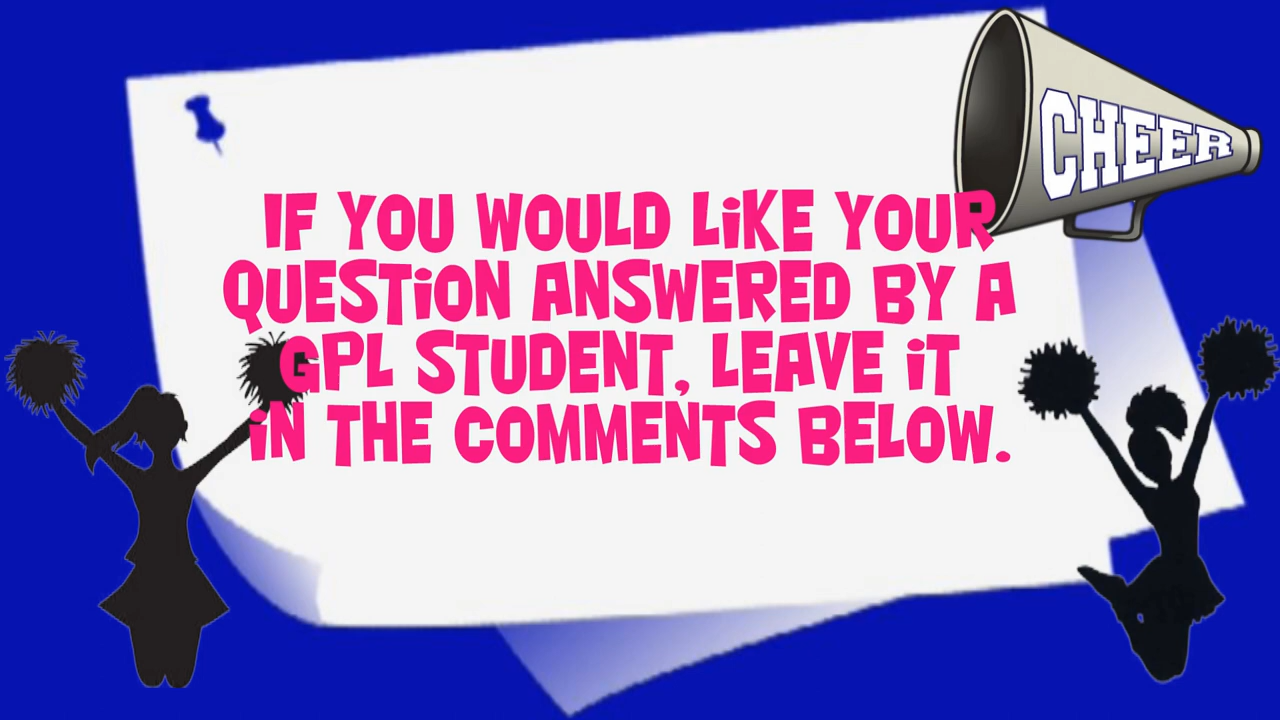 CHEER
IF YOU WOULD LiKE YOUR
QUESTiON ANSWERED BY A
GPL STUDENT, LEAVE iT
iN THE COMMENTS BELOW.